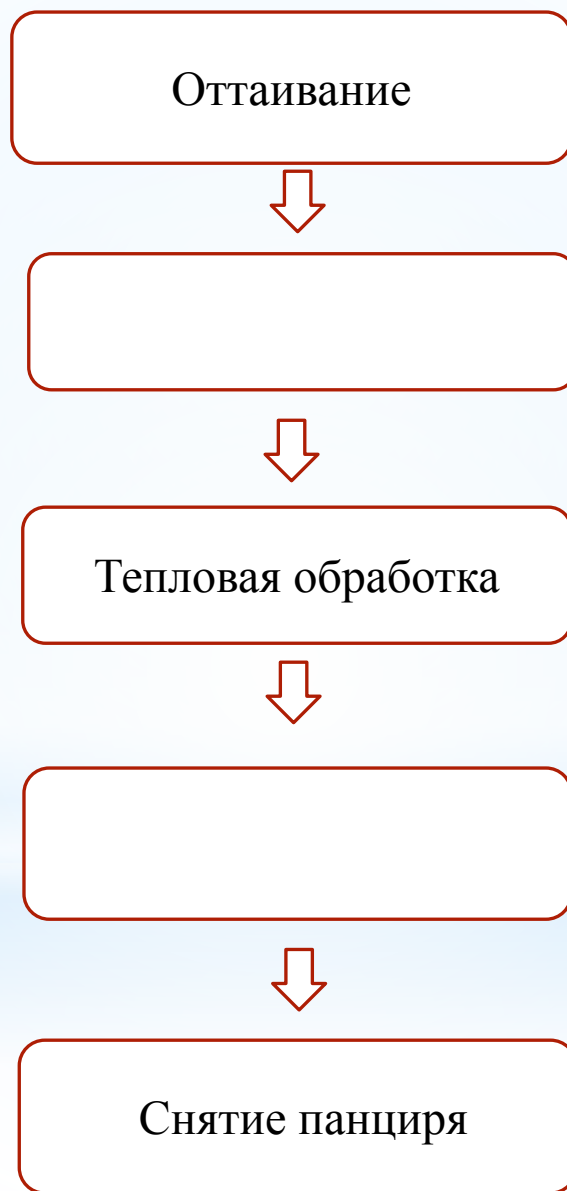 Оттаивание
Тепловая обработка
Снятие панциря